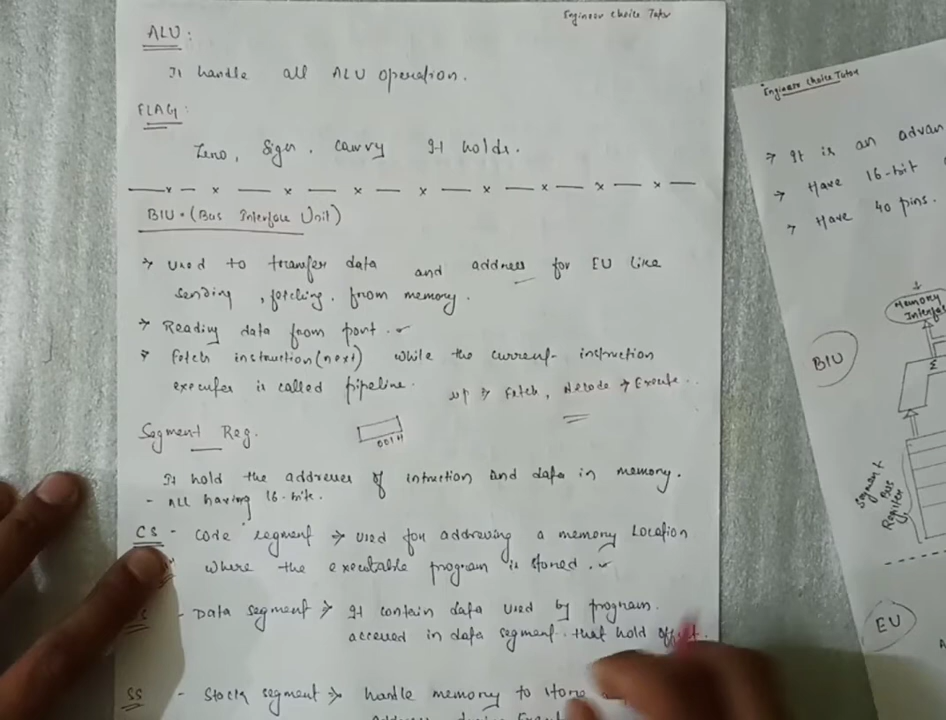 Engineer Choice Tutor
ALU:
It handle all ALU operation.
FLAG:
Zero, Sign, carry It holds.
BIU. (Bus Interface Unit)
→ Used to transfer data and address for EU like
sending, fetching. from memory.
→ Reading data from port.
→ Fetch instruction(next) while the current instruction
executes is called pipeline.
μP → Fetch, Decode → Execute..
Segment Reg.
It hold the addresses of intruction and data in memory.
- All having 16-bits.
CS - Code segment → Used for addressing a memory Location
where the executable program is stored.
- Data segment → It contain data used by program.
accessed in data segment. that hold
SS - Stack segment → handle memory to store
Engineer Choice Tutor
→ It is an advan
→ Have 16-bit
→ Have 40 pins.
Memory
Interfa
BIU
Σ
Segment
Bus
Register
EU